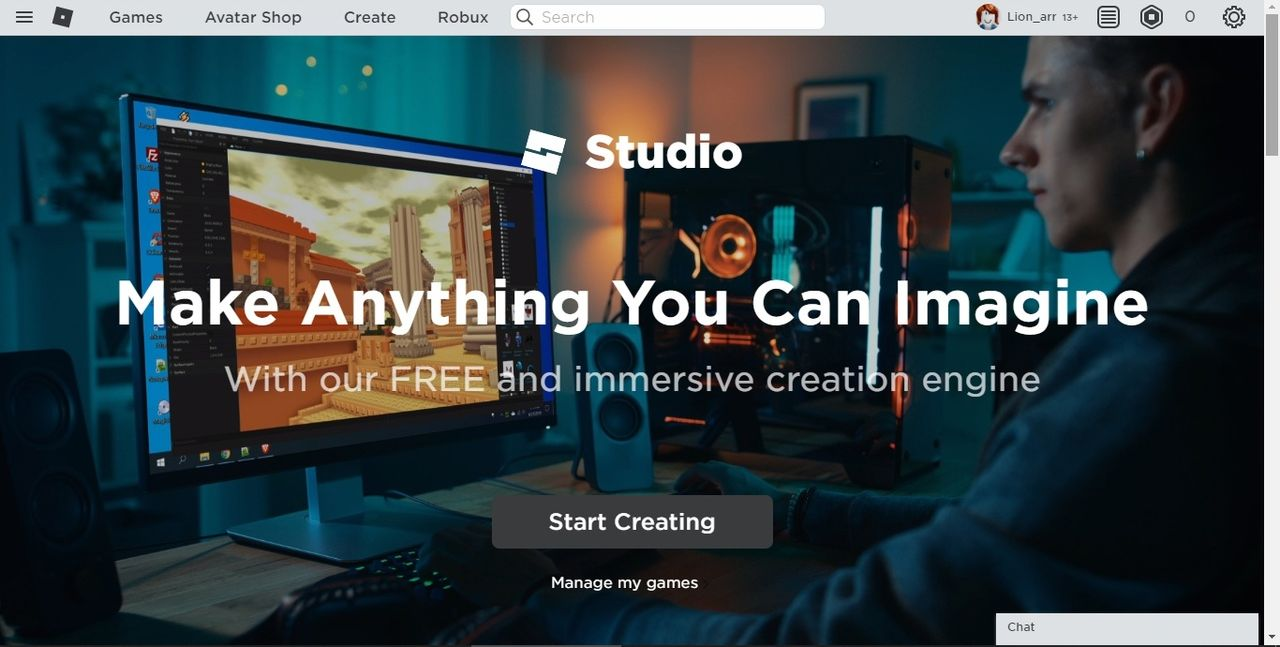 Games Avatar Shop Create Robux Search Lion_arr 13+ 0
Studio
Make Anything You Can Imagine
With our FREE and immersive creation engine
Start Creating
Manage my games
Chat